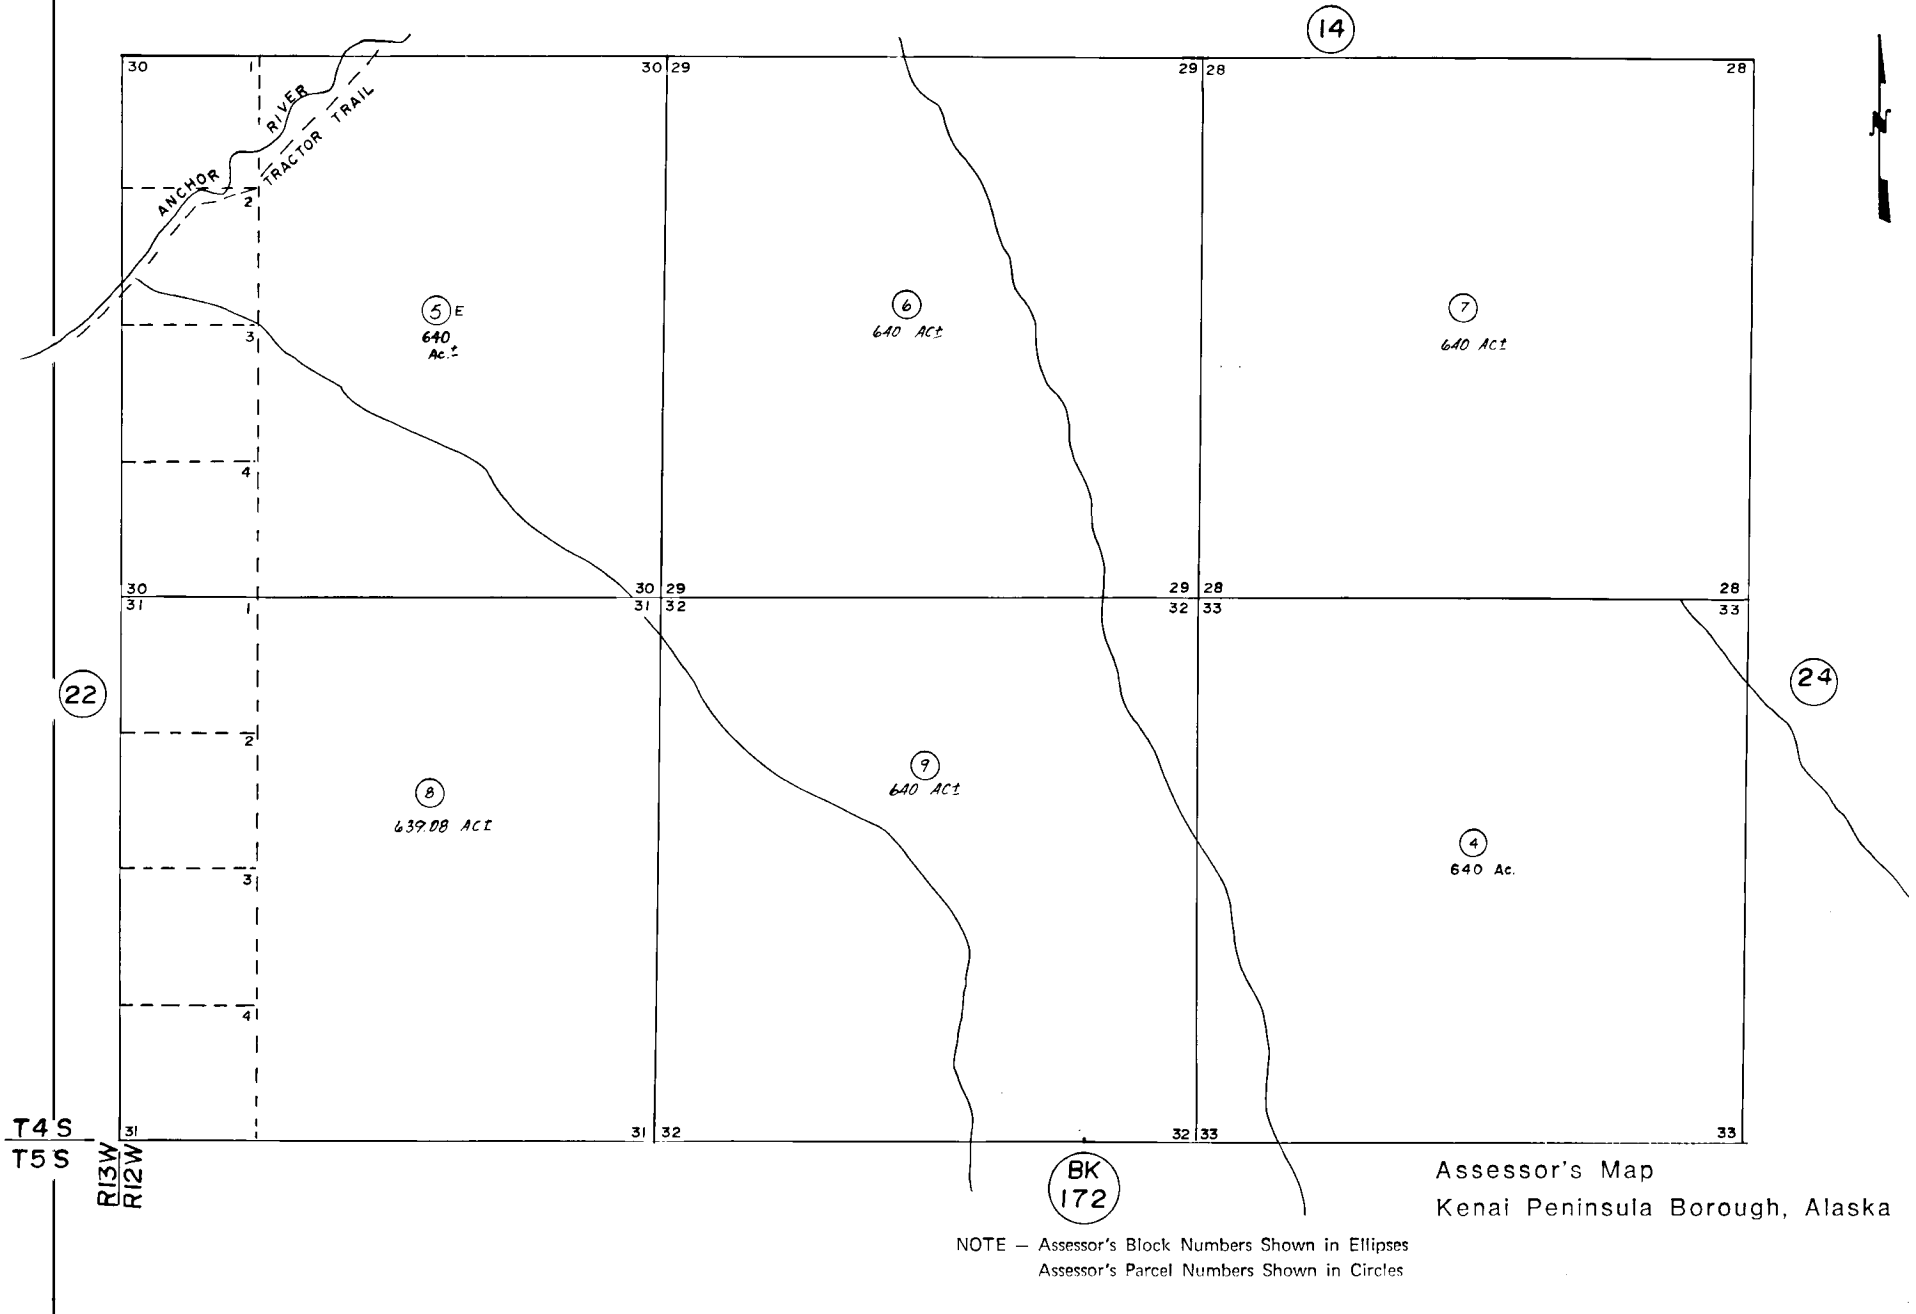 14
30
1
30 29
29 28
28
ANCHOR RIVER
TRACTOR TRAIL
2
5 E
640
Ac.±
6
640 AC±
7
640 AC±
3
4
30
1
30 29
29 28
28
31
31 32
32 33
33
22
24
2
8
639.08 AC±
9
640 AC±
4
640 Ac.
3
4
T4S
31
31 32
32 33
33
T5S
R13W
R12W
BK
172
Assessor's Map
Kenai Peninsula Borough, Alaska
NOTE – Assessor's Block Numbers Shown in Ellipses
Assessor's Parcel Numbers Shown in Circles
N